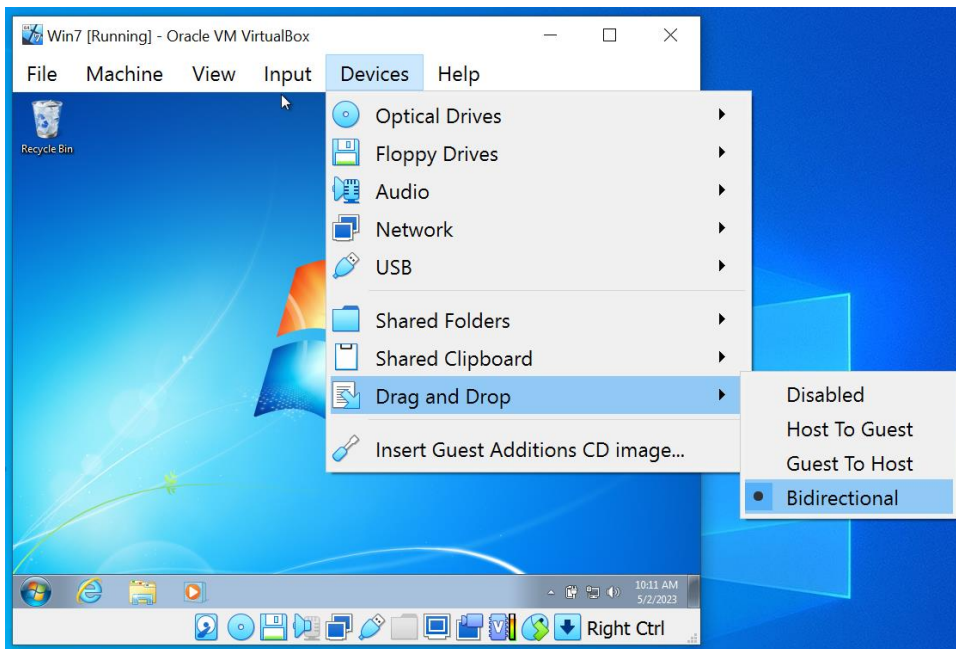 Win7 [Running] - Oracle VM VirtualBox
File Machine View Input Devices Help
Recycle Bin
Optical Drives
Floppy Drives
Audio
Network
USB
Shared Folders
Shared Clipboard
Drag and Drop
Insert Guest Additions CD image...
Disabled
Host To Guest
Guest To Host
Bidirectional
10:11 AM
5/2/2023
Right Ctrl